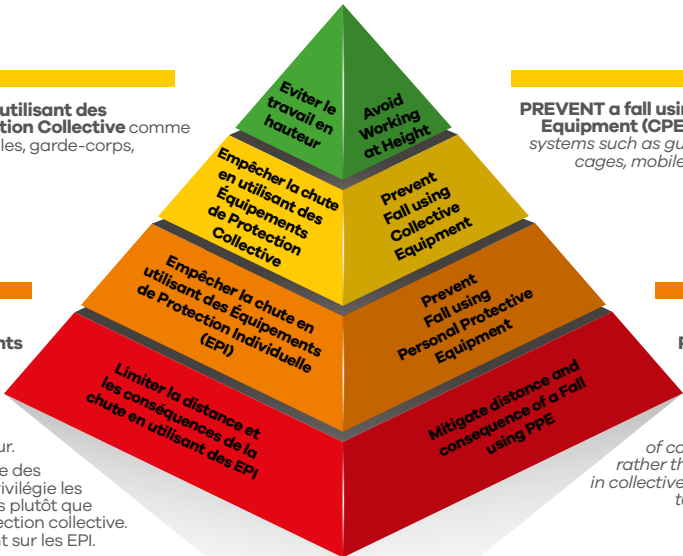 utilisant des
tion Collective comme
les, garde-corps,
Eviter le
travail en
hauteur
Avoid
Working
at Height
PREVENT a fall usin
Equipment (CPE
systems such as gu
cages, mobile
Empêcher la chute
en utilisant des
Équipements
de Protection
Collective
Prevent
Fall using
Collective
Equipment
Empêcher la chute en
utilisant des Équipements
de Protection Individuelle
(EPI)
Prevent
Fall using
Personal Protective
Equipment
nts
Limiter la distance et
les conséquences de la
chute en utilisant des EPI
Mitigate distance and
consequence of a Fall
using PPE
ur.
e des
ivilégie les
s plutôt que
ection collective.
nt sur les EPI.
of co
rather th
in collective
to